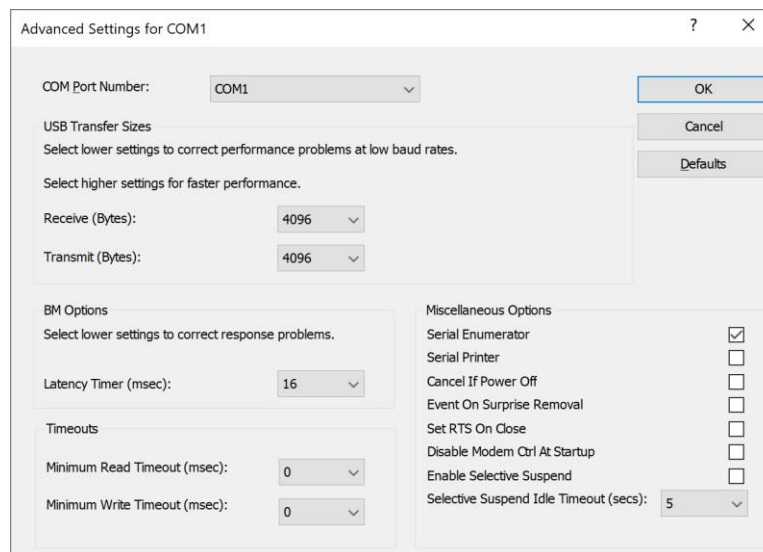 Advanced Settings for COM1
?
COM Port Number:
COM1
OK
USB Transfer Sizes
Cancel
Select lower settings to correct performance problems at low baud rates.
Defaults
Select higher settings for faster performance.
Receive (Bytes):
4096
Transmit (Bytes):
4096
BM Options
Select lower settings to correct response problems.
Latency Timer (msec):
16
Timeouts
Minimum Read Timeout (msec):
0
Minimum Write Timeout (msec):
0
Miscellaneous Options
Serial Enumerator
Serial Printer
Cancel If Power Off
Event On Surprise Removal
Set RTS On Close
Disable Modem Ctrl At Startup
Enable Selective Suspend
Selective Suspend Idle Timeout (secs):
5